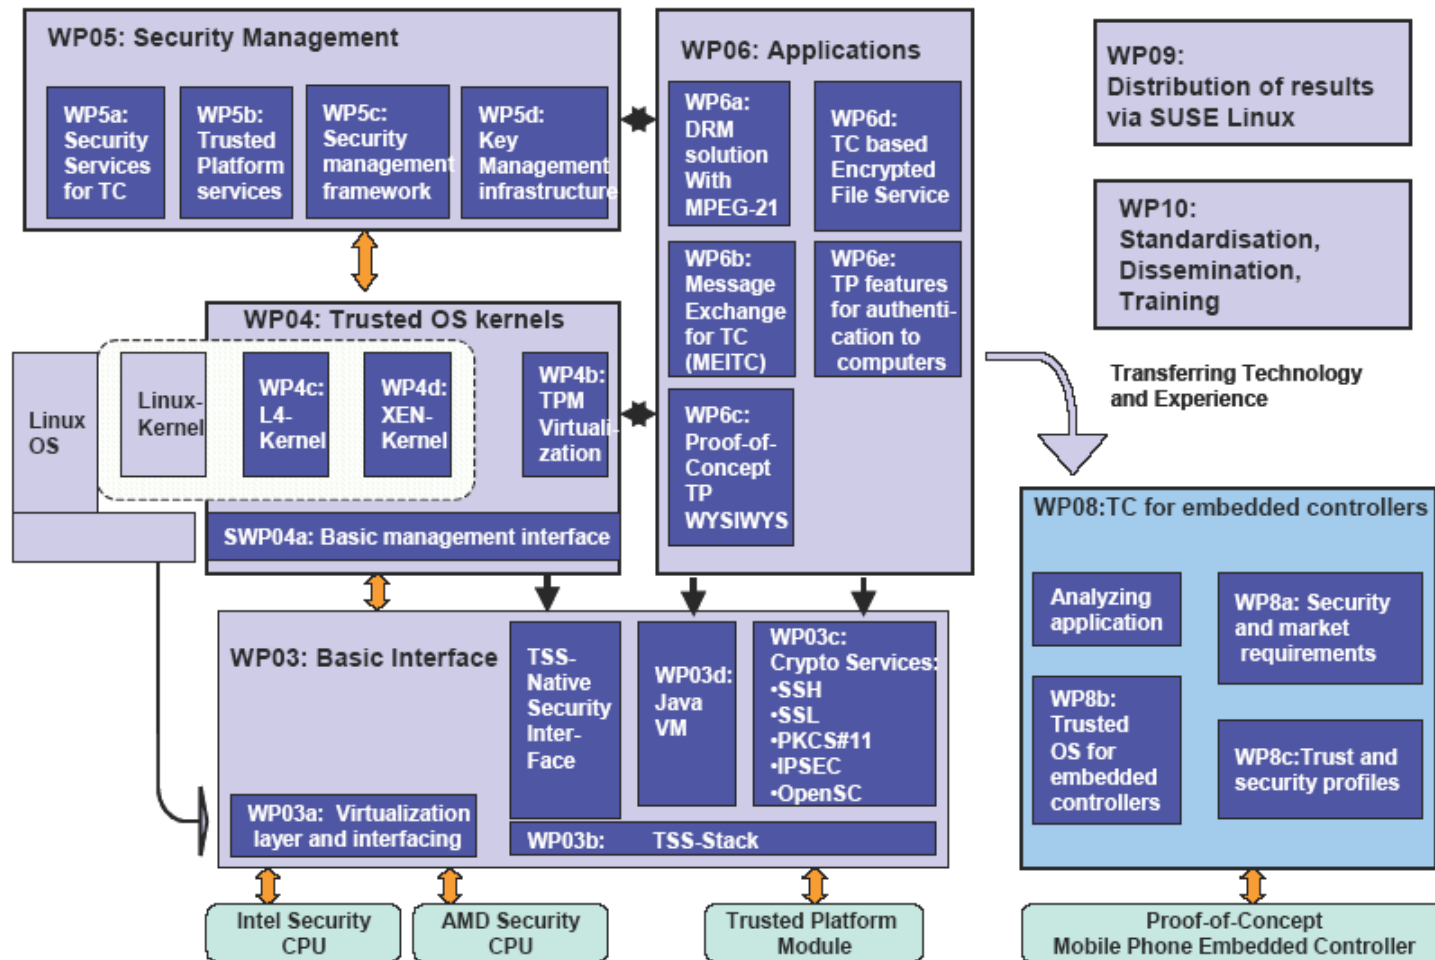 WP05: Security Management
WP5a:
Security
Services
for TC
WP5b:
Trusted
Platform
services
WP5c:
Security
management
framework
WP5d:
Key
Management
infrastructure
WP06: Applications
WP6a:
DRM
solution
With
MPEG-21
WP6d:
TC based
Encrypted
File Service
WP6b:
Message
Exchange
for TC
(MEITC)
WP6e:
TP features
for authenti-
cation to
computers
WP6c:
Proof-of-
Concept
TP
WYSIWYS
WP09:
Distribution of results
via SUSE Linux
WP10:
Standardisation,
Dissemination,
Training
Transferring Technology
and Experience
WP04: Trusted OS kernels
Linux
OS
Linux-
Kernel
WP4c:
L4-
Kernel
WP4d:
XEN-
Kernel
WP4b:
TPM
Virtuali-
zation
SWP04a: Basic management interface
WP03: Basic Interface
TSS-
Native
Security
Inter-
Face
WP03d:
Java
VM
WP03c:
Crypto Services:
•SSH
•SSL
•PKCS#11
•IPSEC
•OpenSC
WP03a: Virtualization
layer and interfacing
WP03b: TSS-Stack
WP08:TC for embedded controllers
Analyzing
application
WP8a: Security
and market
requirements
WP8b:
Trusted
OS for
embedded
controllers
WP8c:Trust and
security profiles
Intel Security
CPU
AMD Security
CPU
Trusted Platform
Module
Proof-of-Concept
Mobile Phone Embedded Controller